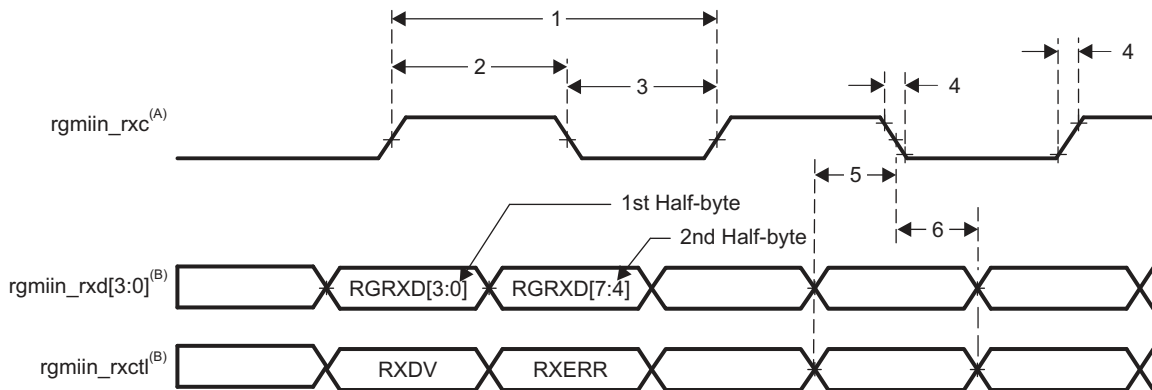 1
2
3
4
4
rgmiin_rxc(A)
5
1st Half-byte
6
2nd Half-byte
rgmiin_rxd[3:0](B)
RGRXD[3:0]
RGRXD[7:4]
rgmiin_rxctl(B)
RXDV
RXERR